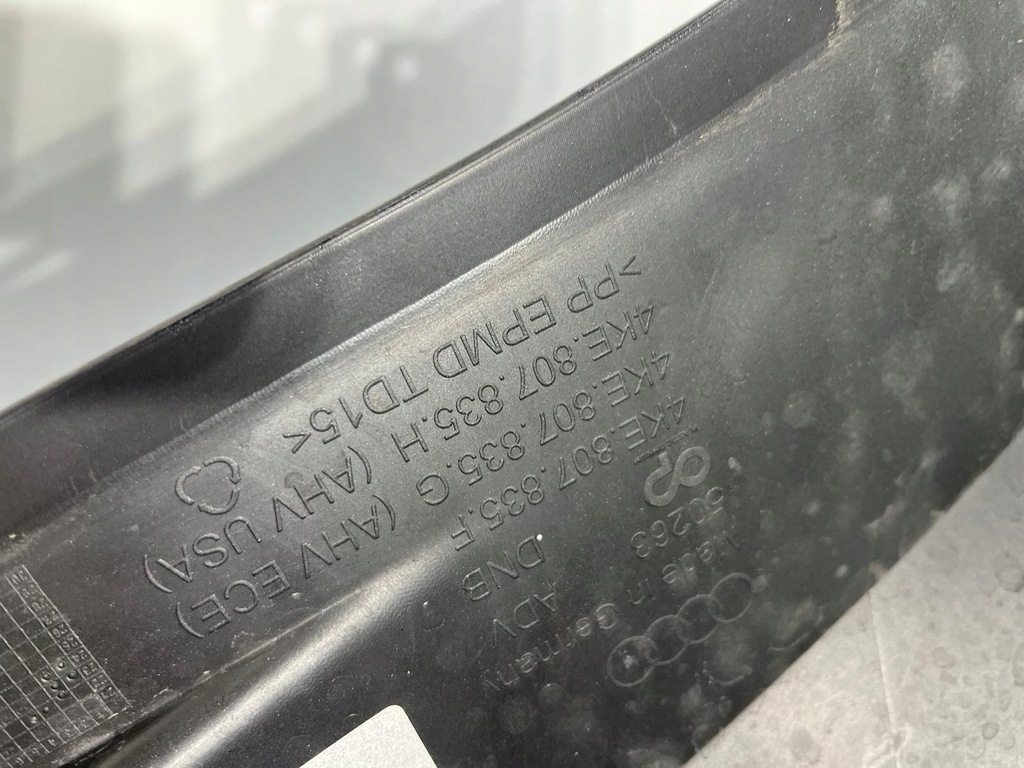 Made in Germany
50263 ADV
DNB
4KE.807.835.F
4KE.807.835.G (AHV ECE)
4KE.807.835.H (AHV USA)
>PP EPMD TD15<